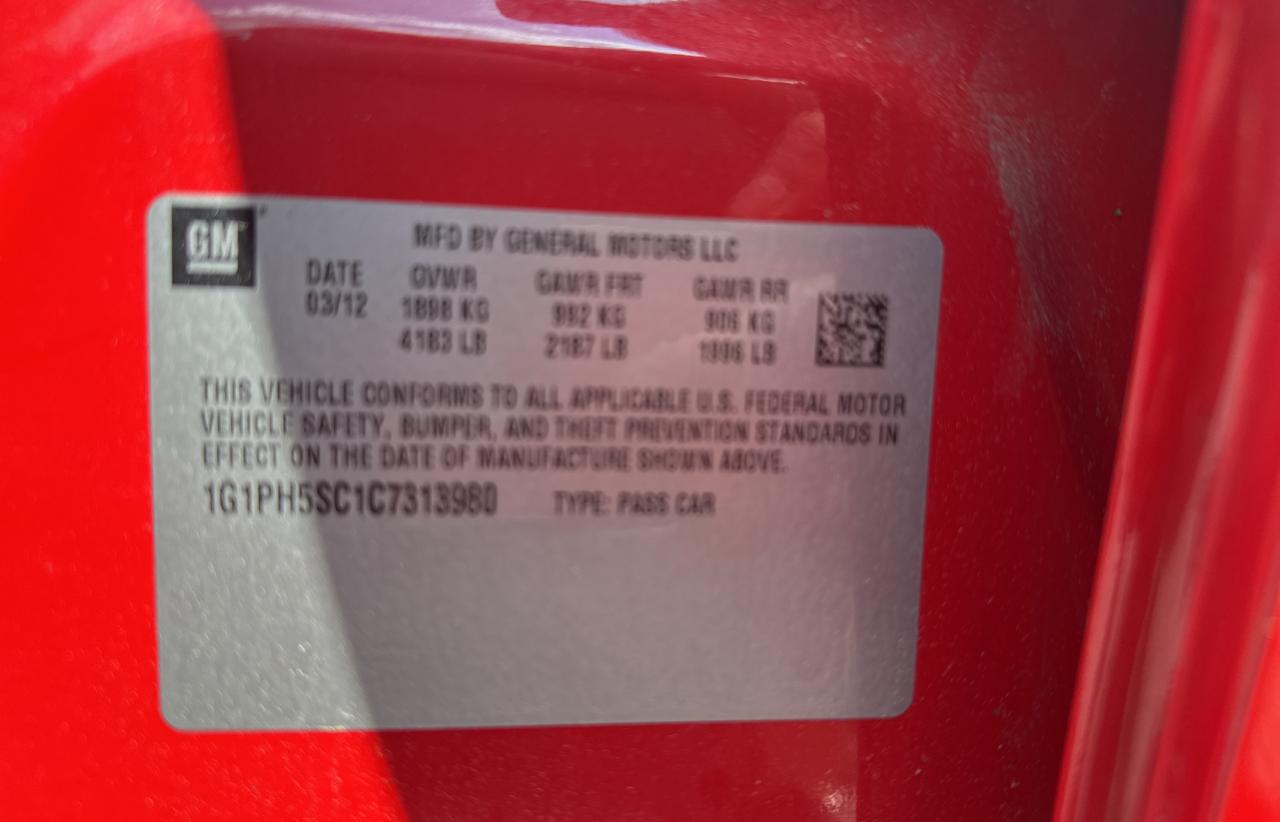 GM
MFD BY GENERAL MOTORS LLC
DATE GVWR GAWR FRT GAWR RR
03/12 1898 KG 992 KG 906 KG
4183 LB 2187 LB 1996 LB
THIS VEHICLE CONFORMS TO ALL APPLICABLE U.S. FEDERAL MOTOR
VEHICLE SAFETY, BUMPER, AND THEFT PREVENTION STANDARDS IN
EFFECT ON THE DATE OF MANUFACTURE SHOWN ABOVE.
1G1PH5SC1C7313980 TYPE: PASS CAR